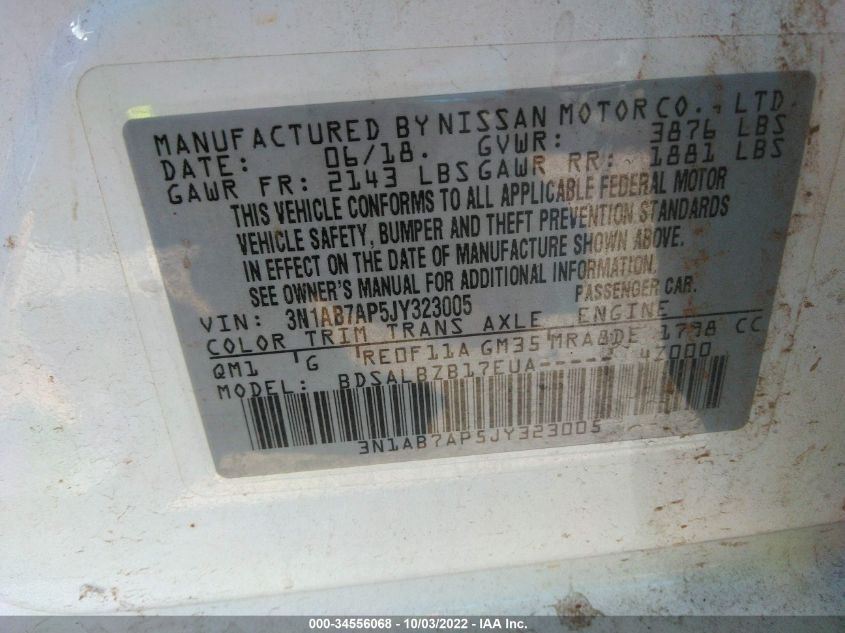 MANUFACTURED BY NISSAN MOTOR CO., LTD.
DATE: 06/18. GVWR: 3876 LBS
GAWR FR: 2143 LBS GAWR RR: 1881 LBS
THIS VEHICLE CONFORMS TO ALL APPLICABLE FEDERAL MOTOR
VEHICLE SAFETY, BUMPER AND THEFT PREVENTION STANDARDS
IN EFFECT ON THE DATE OF MANUFACTURE SHOWN ABOVE.
SEE OWNER'S MANUAL FOR ADDITIONAL INFORMATION.
VIN: 3N1AB7AP5JY323005 PASSENGER CAR.
COLOR TRIM TRANS AXLE ENGINE
QM1 G RE0F11A GM35 MRA8DE 1798 CC
MODEL: BDSALBZB17EUA----
3N1AB7AP5JY323005
000-34556068 - 10/03/2022 - IAA Inc.